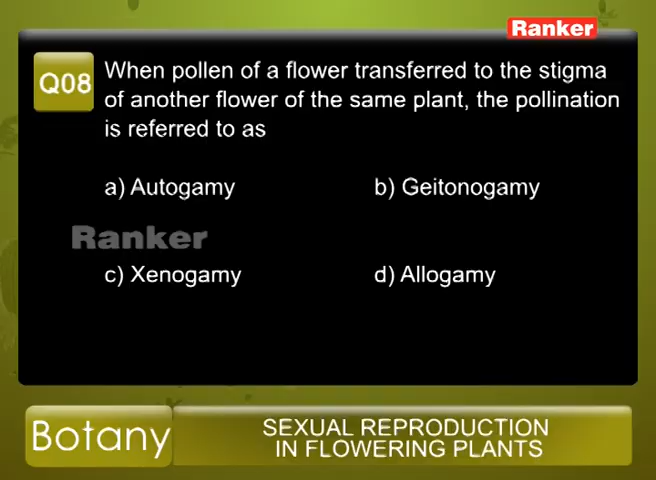 Ranker
Q08
When pollen of a flower transferred to the stigma
of another flower of the same plant, the pollination
is referred to as
a) Autogamy
b) Geitonogamy
Ranker
c) Xenogamy
d) Allogamy
Botany
SEXUAL REPRODUCTION
IN FLOWERING PLANTS